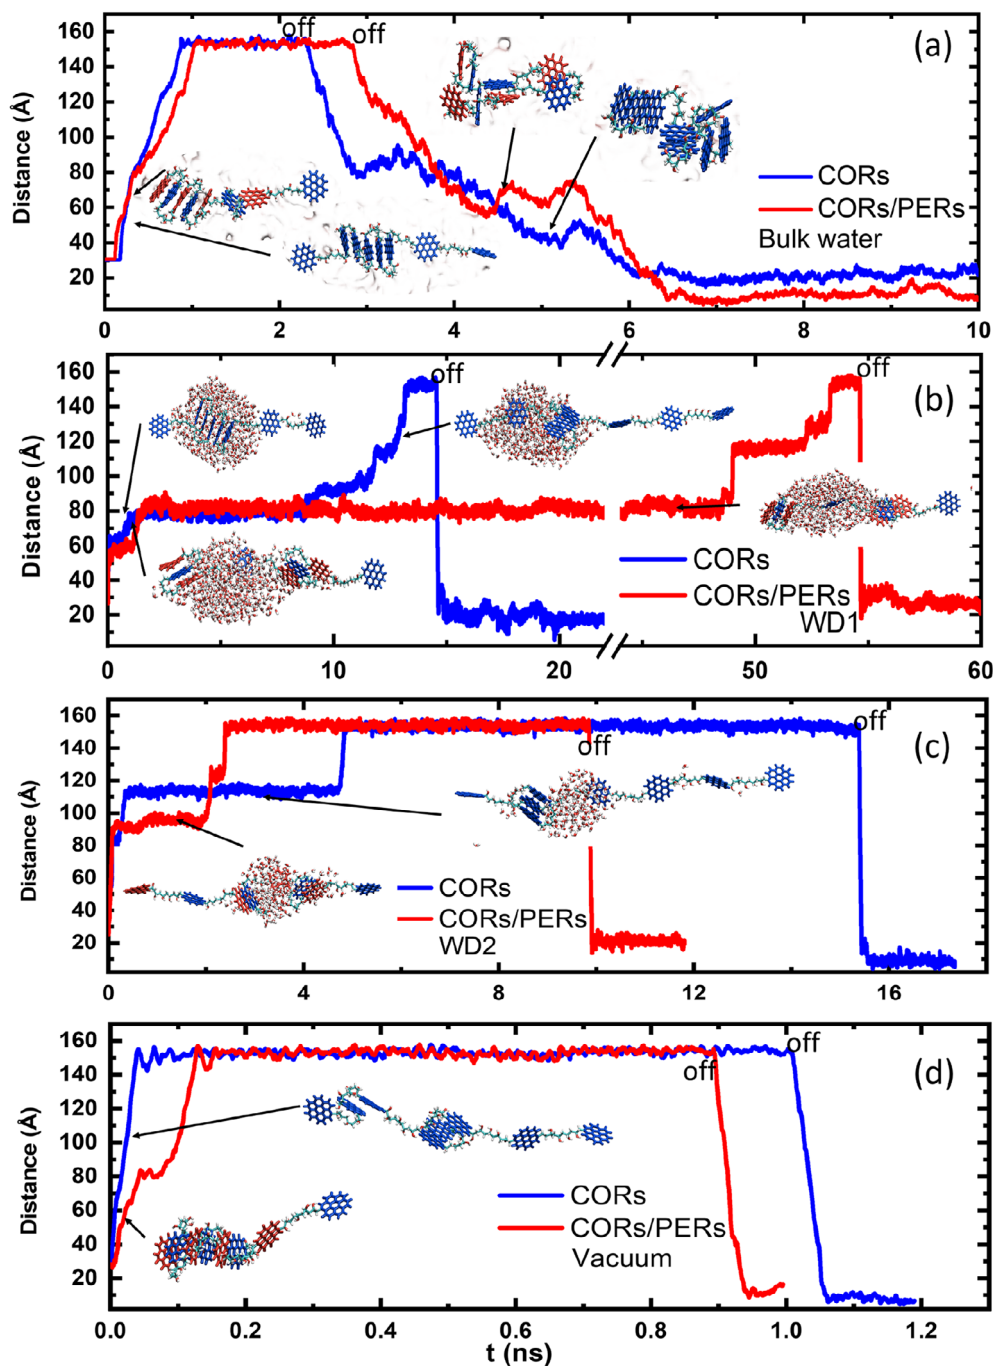 160
140
120
100
80
60
40
20
Distance (Å)
off
off
(a)
CORs
CORs/PERs
Bulk water
0
2
4
6
8
10
160
140
120
100
80
60
40
20
Distance (Å)
off
off
(b)
CORs
CORs/PERs
WD1
0
10
20
50
60
160
140
120
100
80
60
40
20
Distance (Å)
off
off
(c)
CORs
CORs/PERs
WD2
0
4
8
12
16
160
140
120
100
80
60
40
20
Distance (Å)
off
off
(d)
CORs
CORs/PERs
Vacuum
0.0
0.2
0.4
0.6
0.8
1.0
1.2
t (ns)